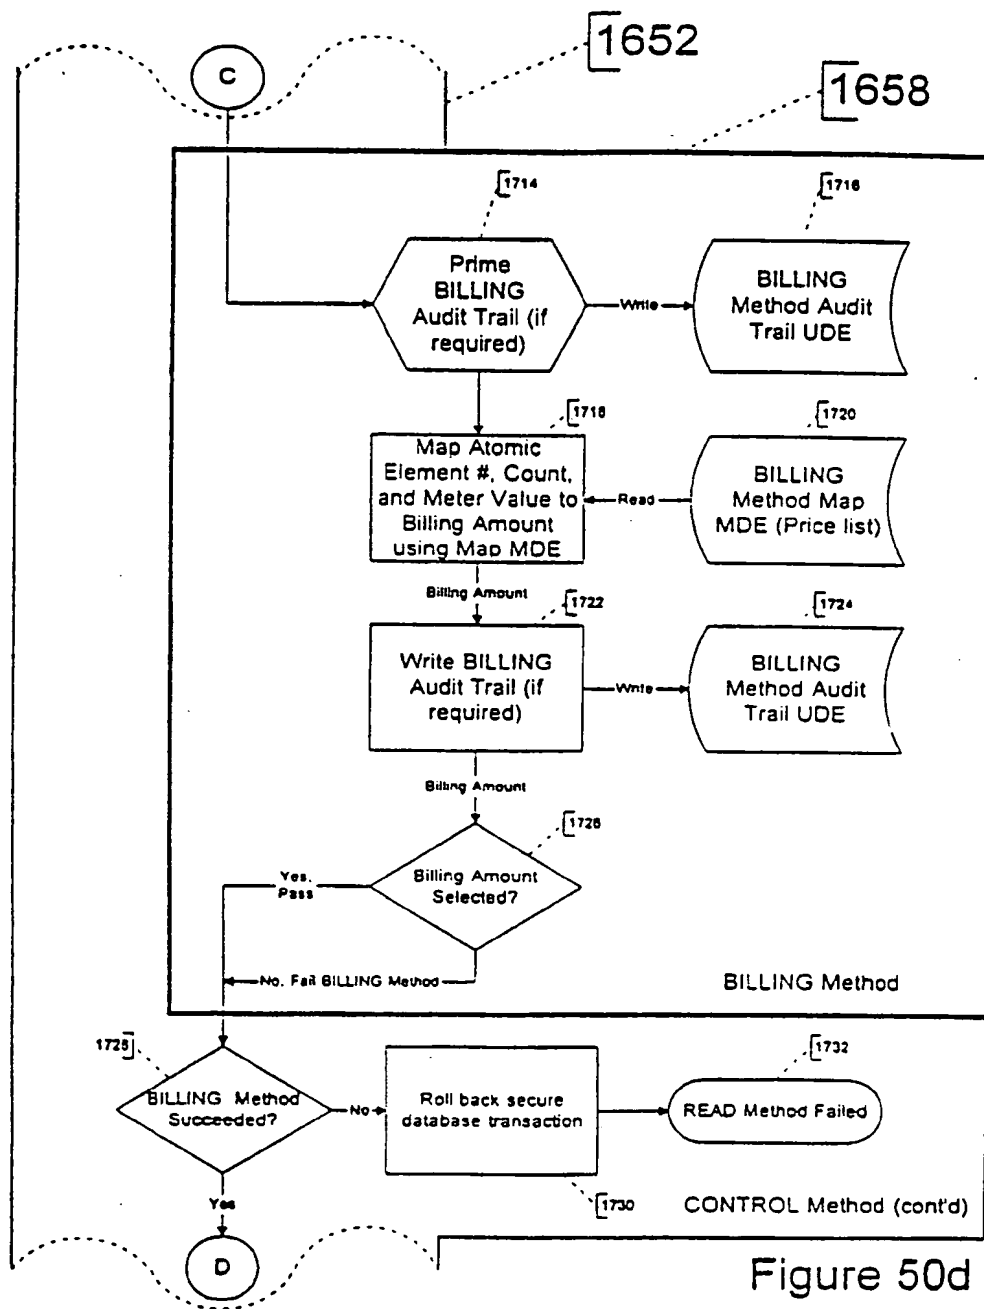 1652
C
1658
1714
1716
Prime
BILLING
Audit Trail (if
required)
Write
BILLING
Method Audit
Trail UDE
1718
1720
Map Atomic
Element #, Count,
and Meter Value to
Billing Amount
using Map MDE
Read
BILLING
Method Map
MDE (Price list)
Billing Amount
1722
1724
Write BILLING
Audit Trail (if
required)
Write
BILLING
Method Audit
Trail UDE
Billing Amount
1726
Billing Amount
Selected?
Yes,
Pass
No, Fail BILLING Method
BILLING Method
1728
1732
BILLING Method
Succeeded?
No
Roll back secure
database transaction
READ Method Failed
Yes
1730
CONTROL Method (cont'd)
D
Figure 50d